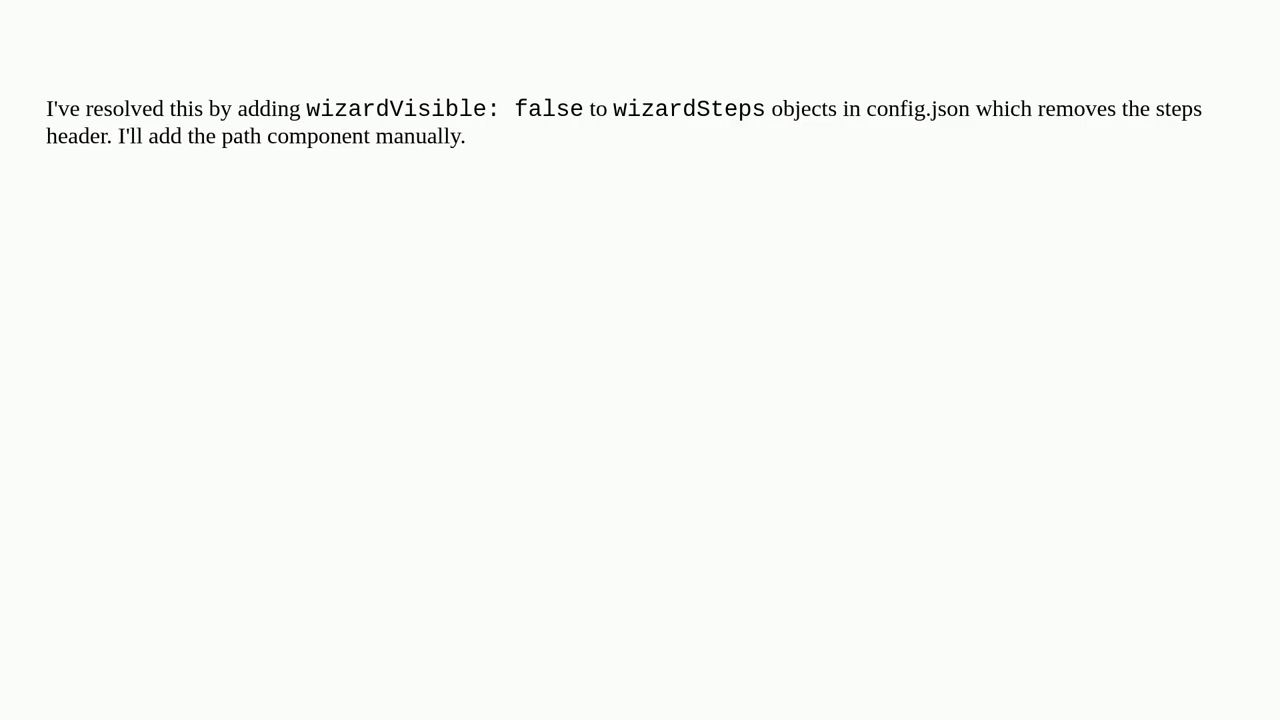 I've resolved this by adding wizardVisible: false to wizardSteps objects in config.json which removes the steps
header. I'll add the path component manually.